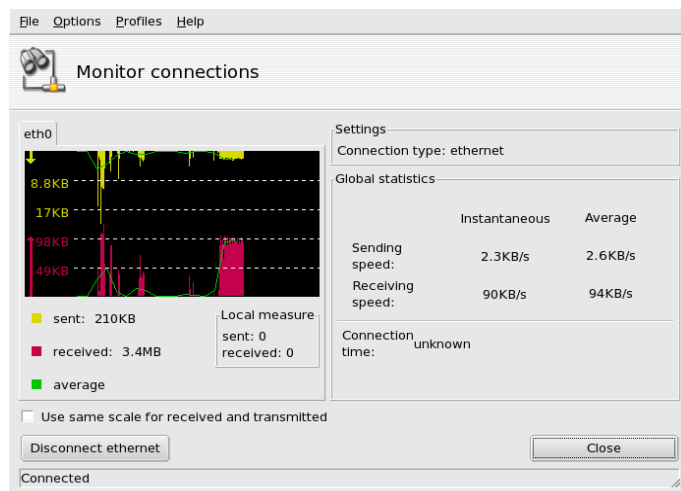 File Options Profiles Help
Monitor connections
eth0
8.8KB
17KB
98KB
49KB
sent: 210KB
received: 3.4MB
average
Local measure
sent: 0
received: 0
Settings
Connection type: ethernet
Global statistics
Instantaneous Average
Sending
speed:
2.3KB/s 2.6KB/s
Receiving
speed:
90KB/s 94KB/s
Connection
time:
unknown
Use same scale for received and transmitted
Disconnect ethernet
Close
Connected